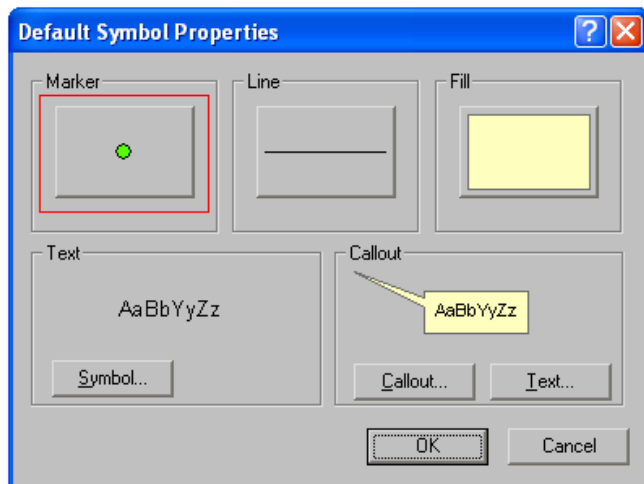 Default Symbol Properties
Marker
Line
Fill
Text
AaBbYyZz
Symbol...
Callout
AaBbYyZz
Callout...
Text...
OK
Cancel